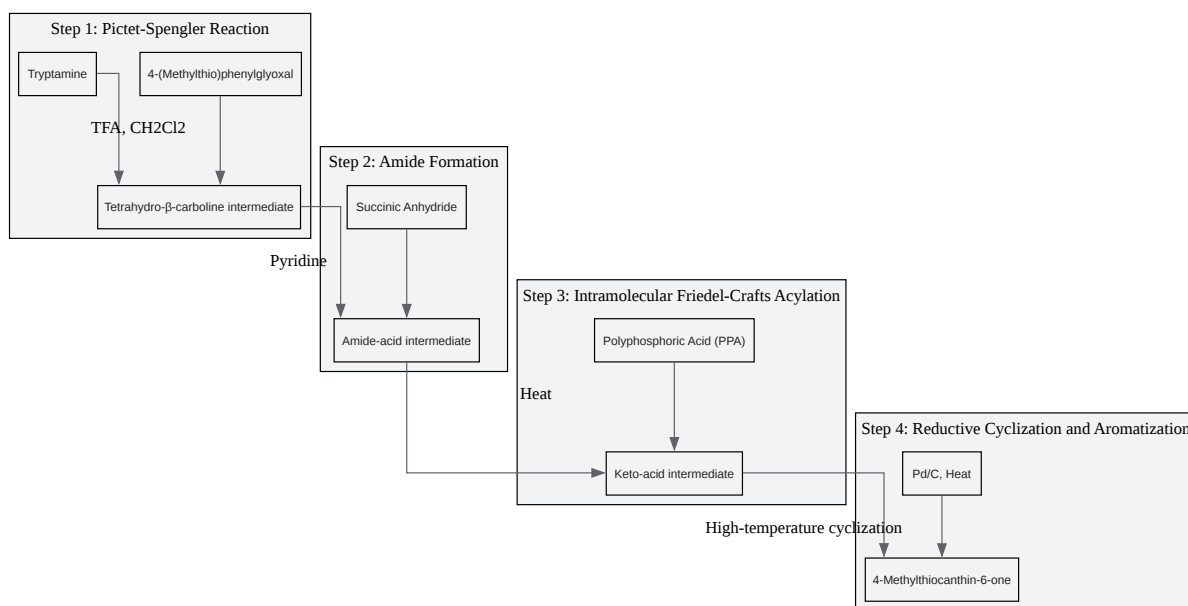 Step 1: Pictet-Spengler Reaction
Tryptamine
4-(Methylthio)phenylglyoxal
TFA, CH2Cl2
Tetrahydro-β-carboline intermediate
Step 2: Amide Formation
Succinic Anhydride
Pyridine
Amide-acid intermediate
Step 3: Intramolecular Friedel-Crafts Acylation
Polyphosphoric Acid (PPA)
Heat
Keto-acid intermediate
Step 4: Reductive Cyclization and Aromatization
Pd/C, Heat
High-temperature cyclization
4-Methylthiocanthin-6-one